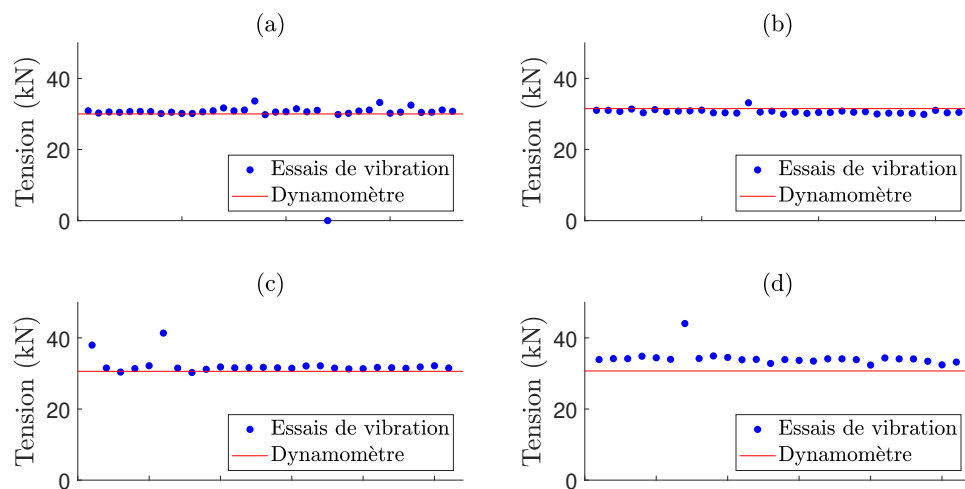 (a)
Tension (kN)
40
20
0
Essais de vibration
Dynamomètre
(b)
Tension (kN)
40
20
0
Essais de vibration
Dynamomètre
(c)
Tension (kN)
40
20
0
Essais de vibration
Dynamomètre
(d)
Tension (kN)
40
20
0
Essais de vibration
Dynamomètre